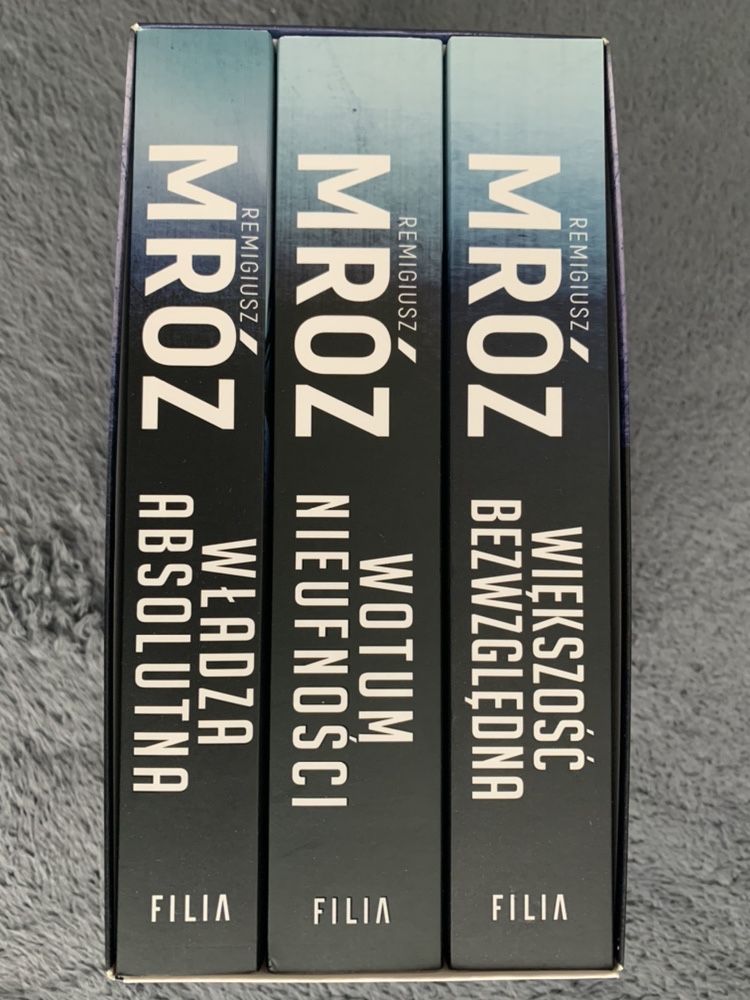 REMIGIUSZ
MRÓZ
WŁADZA
ABSOLUTNA
FILIA
REMIGIUSZ
MRÓZ
WOTUM
NIEUFNOŚCI
FILIA
REMIGIUSZ
MRÓZ
WIĘKSZOŚĆ
BEZWZGLĘDNA
FILIA